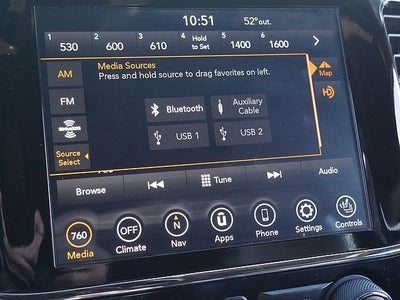 10:51 52°out.
1 530 2 600 3 610 4 Hold to Set 5 1400 6 1600
AM
Media Sources
Press and hold source to drag favorites on left.
Map
FM
Bluetooth
Auxiliary Cable
HD
SiriusXM
USB 1
USB 2
Source Select
Browse
Tune
Audio
760
OFF
N
Media
Climate
Nav
Apps
Phone
Settings
Controls